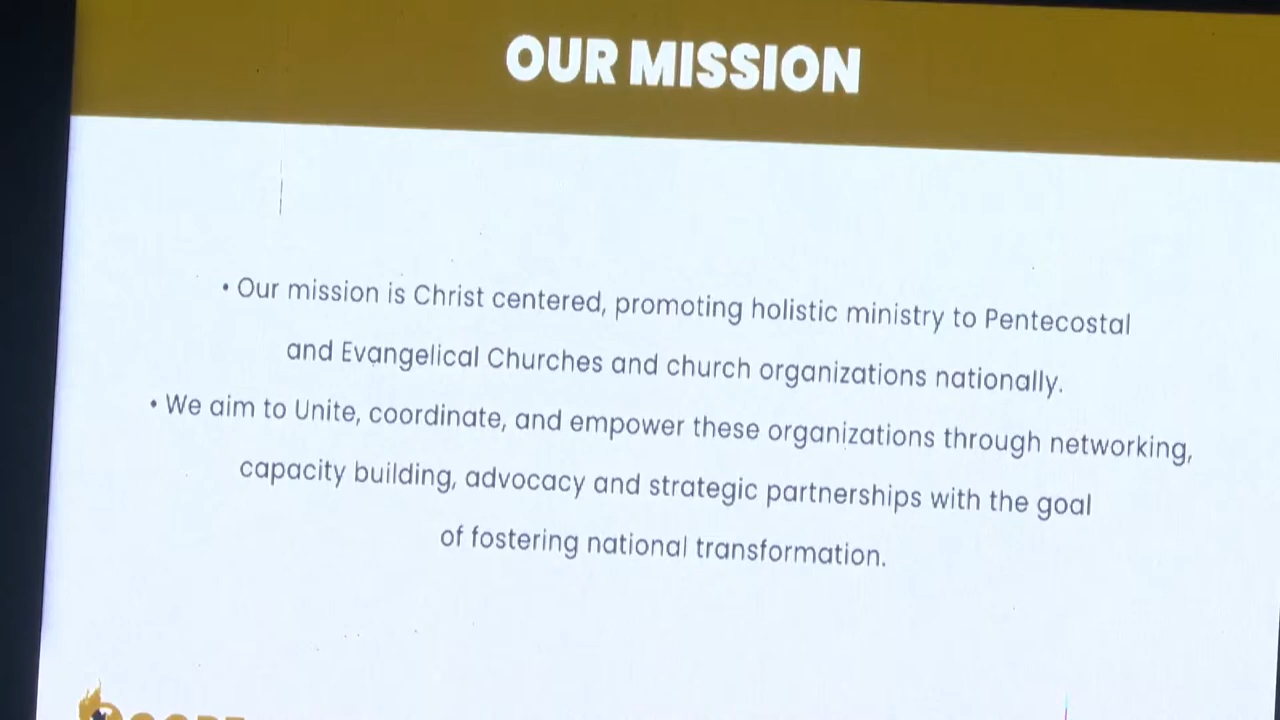 OUR MISSION
• Our mission is Christ centered, promoting holistic ministry to Pentecostal
and Evangelical Churches and church organizations nationally.
• We aim to Unite, coordinate, and empower these organizations through networking,
capacity building, advocacy and strategic partnerships with the goal
of fostering national transformation.